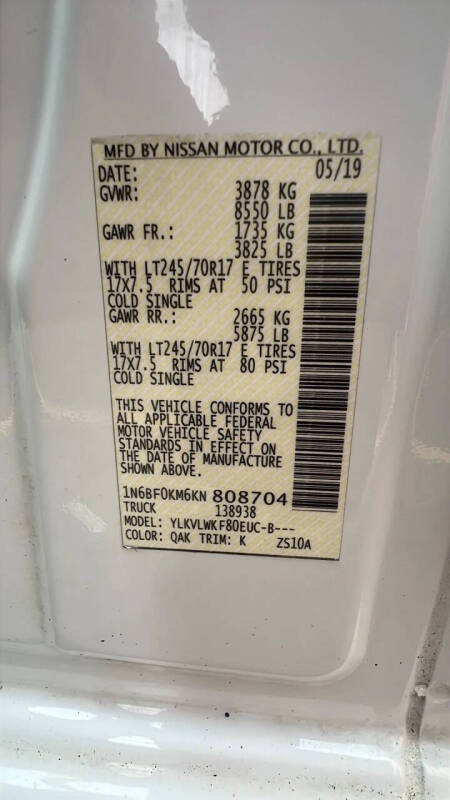 MFD BY NISSAN MOTOR CO., LTD.
DATE: 05/19
GVWR: 3878 KG
8550 LB
GAWR FR.: 1735 KG
3825 LB
WITH LT245/70R17 E TIRES
17X7.5 RIMS AT 50 PSI
COLD SINGLE
GAWR RR.: 2665 KG
5875 LB
WITH LT245/70R17 E TIRES
17X7.5 RIMS AT 80 PSI
COLD SINGLE
THIS VEHICLE CONFORMS TO
ALL APPLICABLE FEDERAL
MOTOR VEHICLE SAFETY
STANDARDS IN EFFECT ON
THE DATE OF MANUFACTURE
SHOWN ABOVE.
1N6BF0KM6KN 808704
TRUCK 138938
MODEL: YLKVLWKF80EUC-B---
COLOR: QAK TRIM: K ZS10A